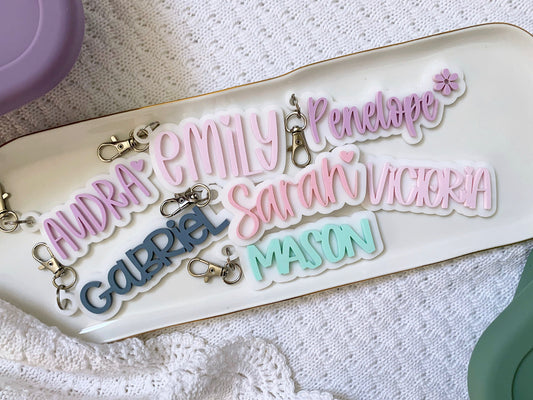 Penelope
emily
AUDRA
Sarah
VICTORIA
GaBRieL
MASON